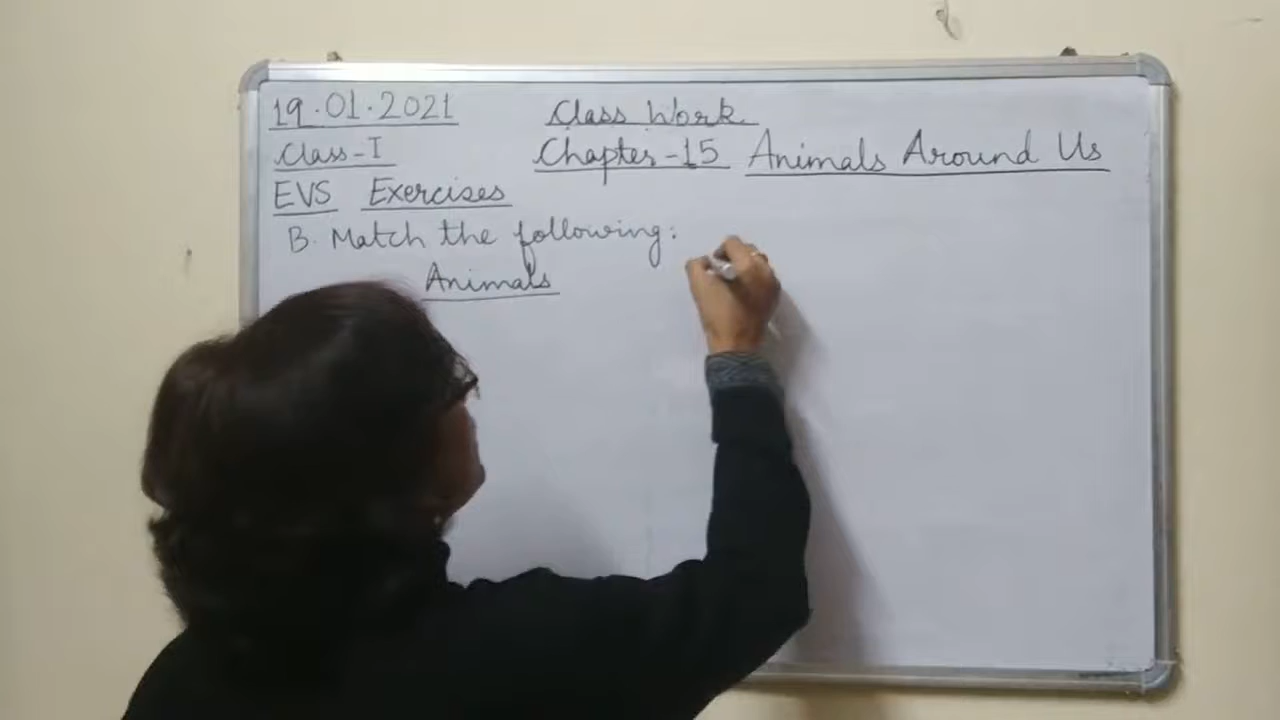 19.01.2021 Class Work
Class-I Chapter-15 Animals Around Us
EVS Exercises
B. Match the following:
Animals